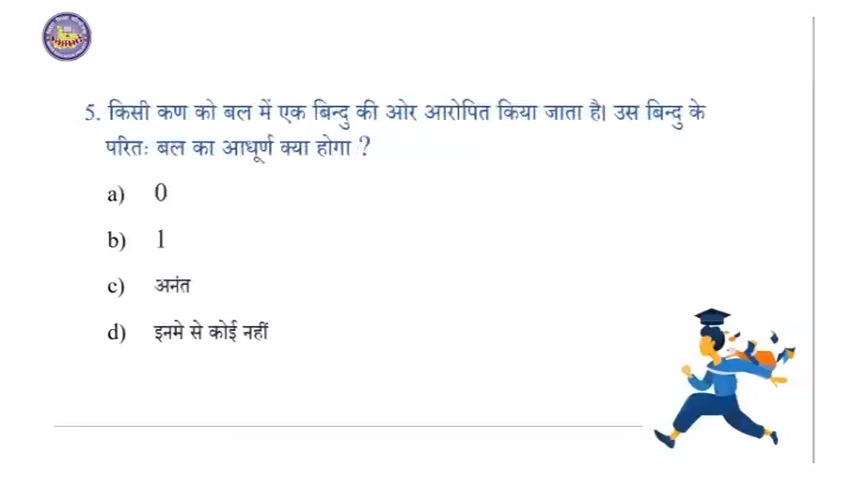 5. किसी कण को बल में एक बिन्दु की ओर आरोपित किया जाता है। उस बिन्दु के
परितः बल का आधूर्ण क्या होगा ?
a) 0
b) 1
c) अनंत
d) इनमे से कोई नहीं